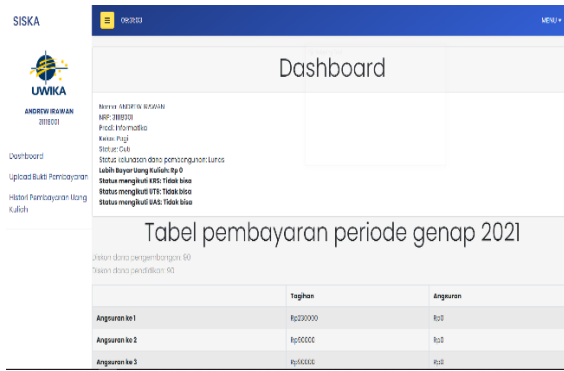 SISKA
☰
MENU
UWIKA
ANDREW IRAWAN
Dashboard
Upload Bukti Pembayaran
Histori Pembayaran Uang
Kuliah
Dashboard
Nama: ANDREW IRAWAN
NRP: 31118001
Prodi: Informatika
Kelas: Pagi
Status: Cuti
Status kelunasan dana pembangunan: Lunas
Lebih Bayar Uang Kuliah: Rp 0
Status mengikuti KRS: Tidak bisa
Status mengikuti UTS: Tidak bisa
Status mengikuti UAS: Tidak bisa
Tabel pembayaran periode genap 2021
Diskon dana pengembangan: 90
Diskon dana pendidikan: 90
Tagihan Angsuran
Angsuran ke 1 Rp230000 Rp0
Angsuran ke 2 Rp90000 Rp0
Angsuran ke 3 Rp90000 Rp0